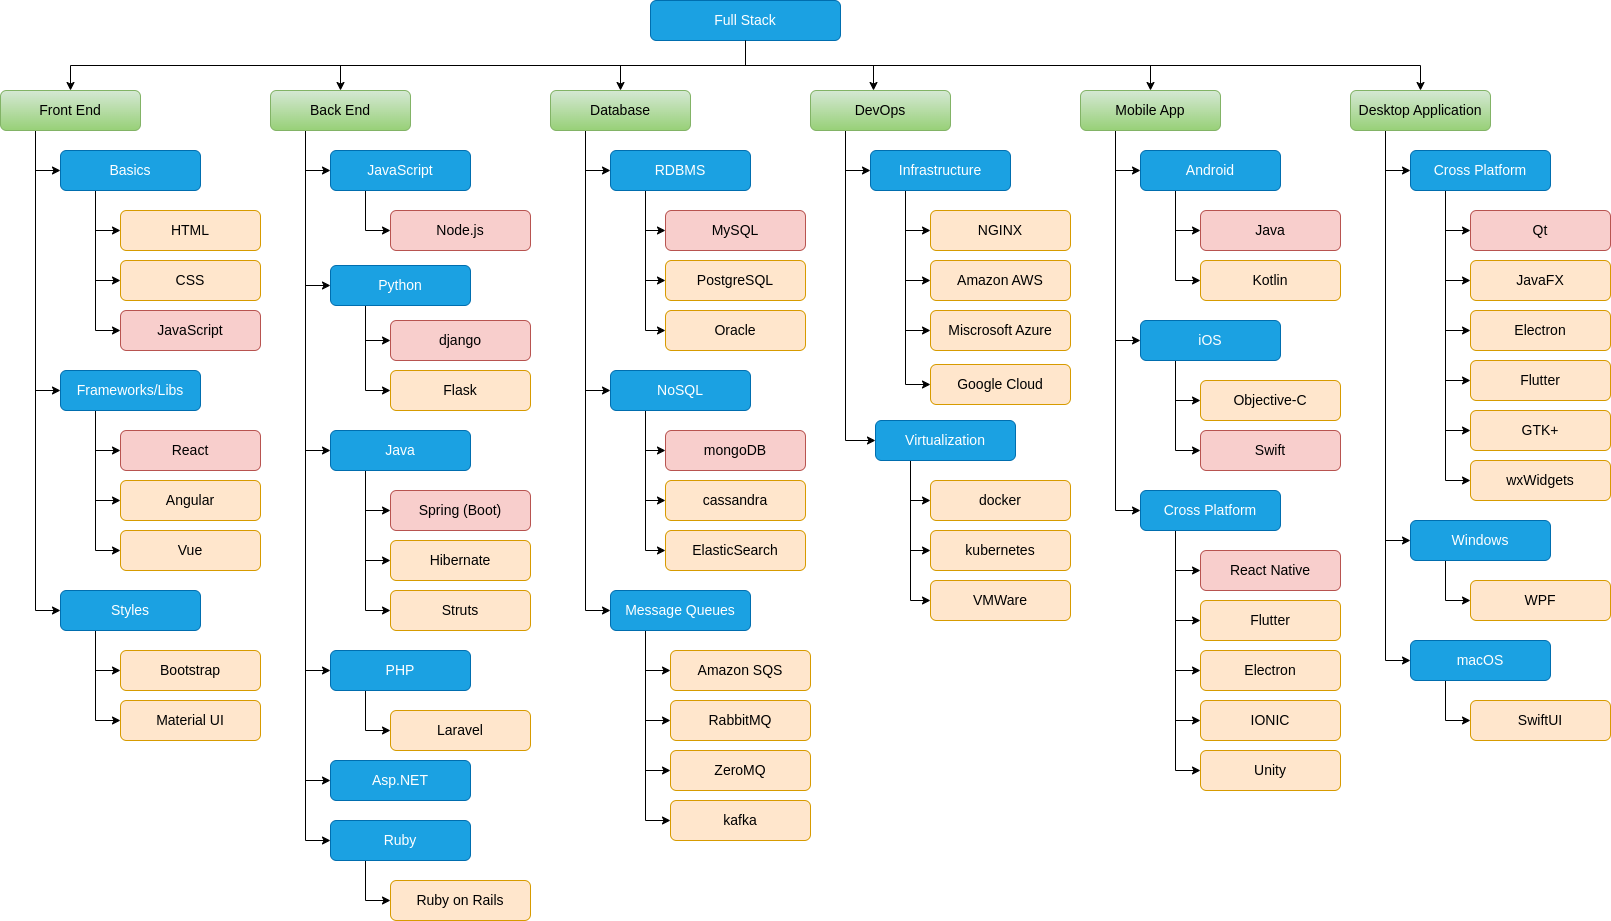 Full Stack
Front End
Basics
HTML
CSS
JavaScript
Frameworks/Libs
React
Angular
Vue
Styles
Bootstrap
Material UI
Back End
JavaScript
Node.js
Python
django
Flask
Java
Spring (Boot)
Hibernate
Struts
PHP
Laravel
Asp.NET
Ruby
Ruby on Rails
Database
RDBMS
MySQL
PostgreSQL
Oracle
NoSQL
mongoDB
cassandra
ElasticSearch
Message Queues
Amazon SQS
RabbitMQ
ZeroMQ
kafka
DevOps
Infrastructure
NGINX
Amazon AWS
Miscrosoft Azure
Google Cloud
Virtualization
docker
kubernetes
VMWare
Mobile App
Android
Java
Kotlin
iOS
Objective-C
Swift
Cross Platform
React Native
Flutter
Electron
IONIC
Unity
Desktop Application
Cross Platform
Qt
JavaFX
Electron
Flutter
GTK+
wxWidgets
Windows
WPF
macOS
SwiftUI